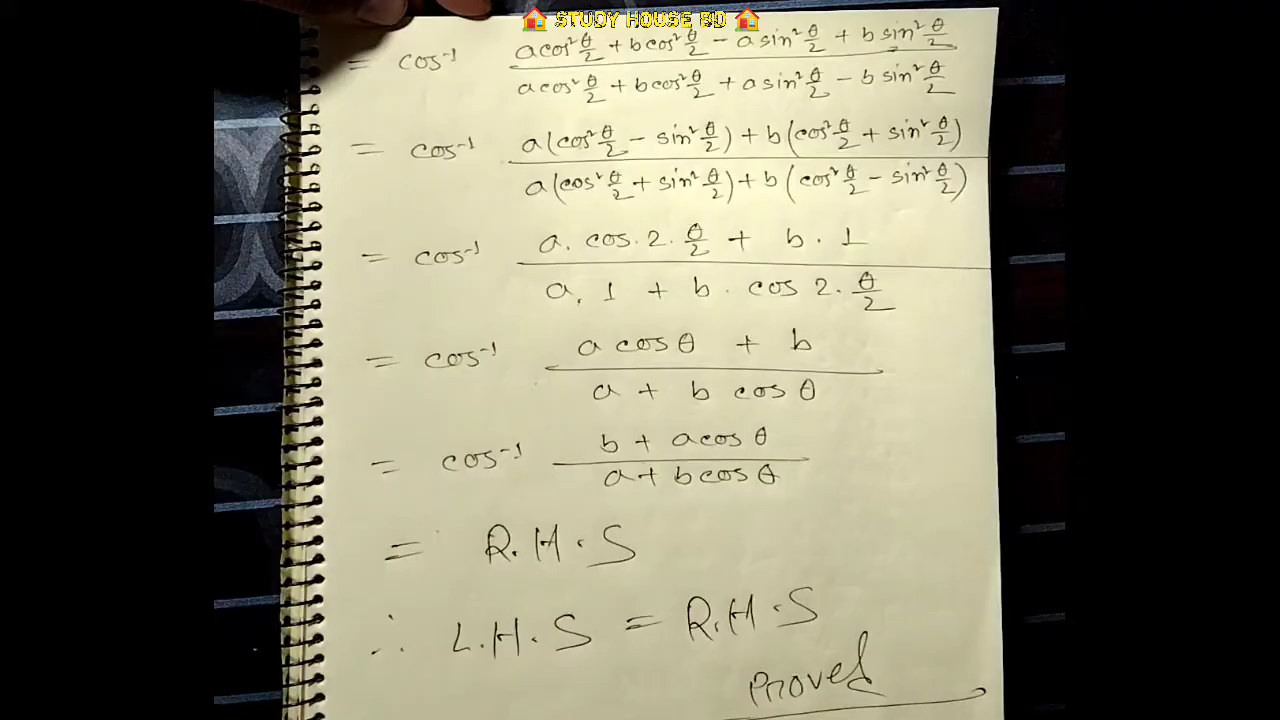 🏠 STUDY HOUSE BD 🏠
= cos⁻¹ (a cos² θ/2 + b cos² θ/2 − a sin² θ/2 + b sin² θ/2) / (a cos² θ/2 + b cos² θ/2 + a sin² θ/2 − b sin² θ/2)
= cos⁻¹ (a(cos² θ/2 − sin² θ/2) + b(cos² θ/2 + sin² θ/2)) / (a(cos² θ/2 + sin² θ/2) + b(cos² θ/2 − sin² θ/2))
= cos⁻¹ (a. cos. 2. θ/2 + b . 1) / (a. 1 + b . cos 2. θ/2)
= cos⁻¹ (a cos θ + b) / (a + b cos θ)
= cos⁻¹ (b + a cos θ) / (a + b cos θ)
= R.H.S
∴ L.H.S = R.H.S
Proved